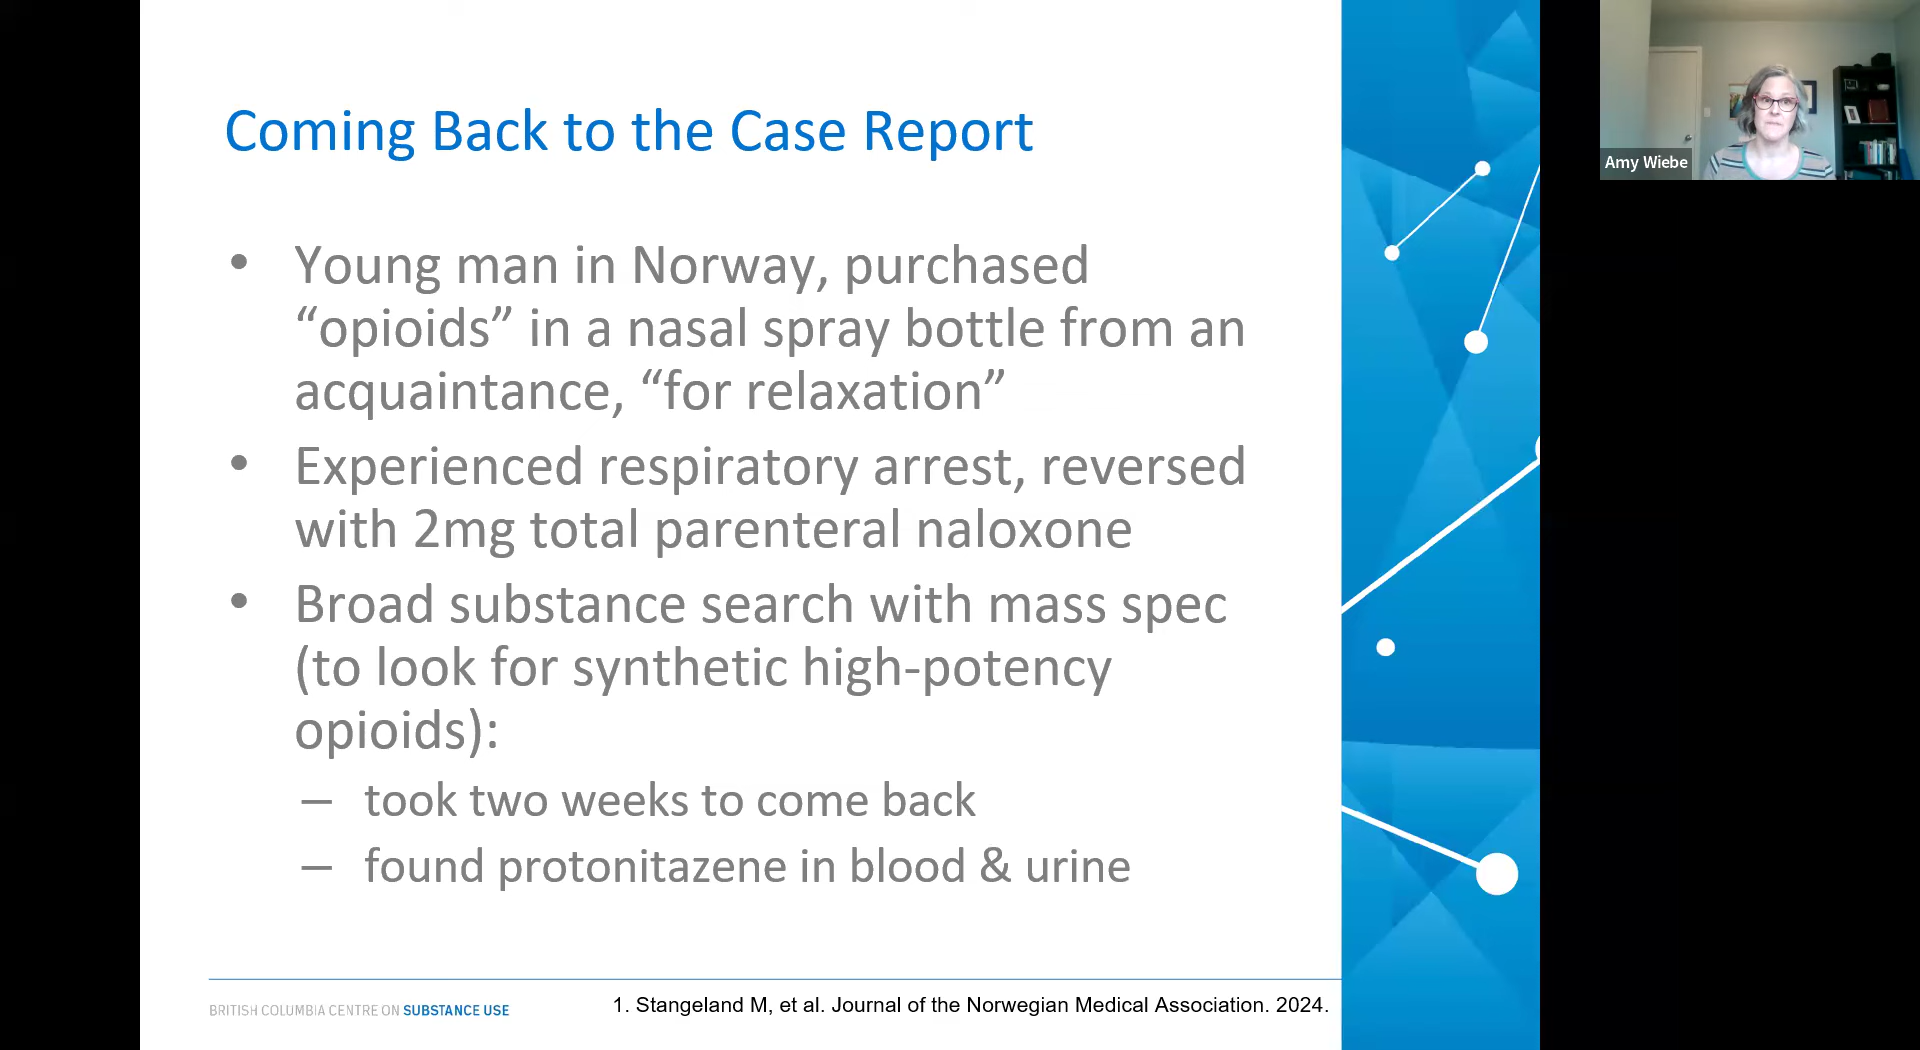 Coming Back to the Case Report
• Young man in Norway, purchased
“opioids” in a nasal spray bottle from an
acquaintance, “for relaxation”
• Experienced respiratory arrest, reversed
with 2mg total parenteral naloxone
• Broad substance search with mass spec
(to look for synthetic high-potency
opioids):
– took two weeks to come back
– found protonitazene in blood & urine
BRITISH COLUMBIA CENTRE ON SUBSTANCE USE
1. Stangeland M, et al. Journal of the Norwegian Medical Association. 2024.
Amy Wiebe